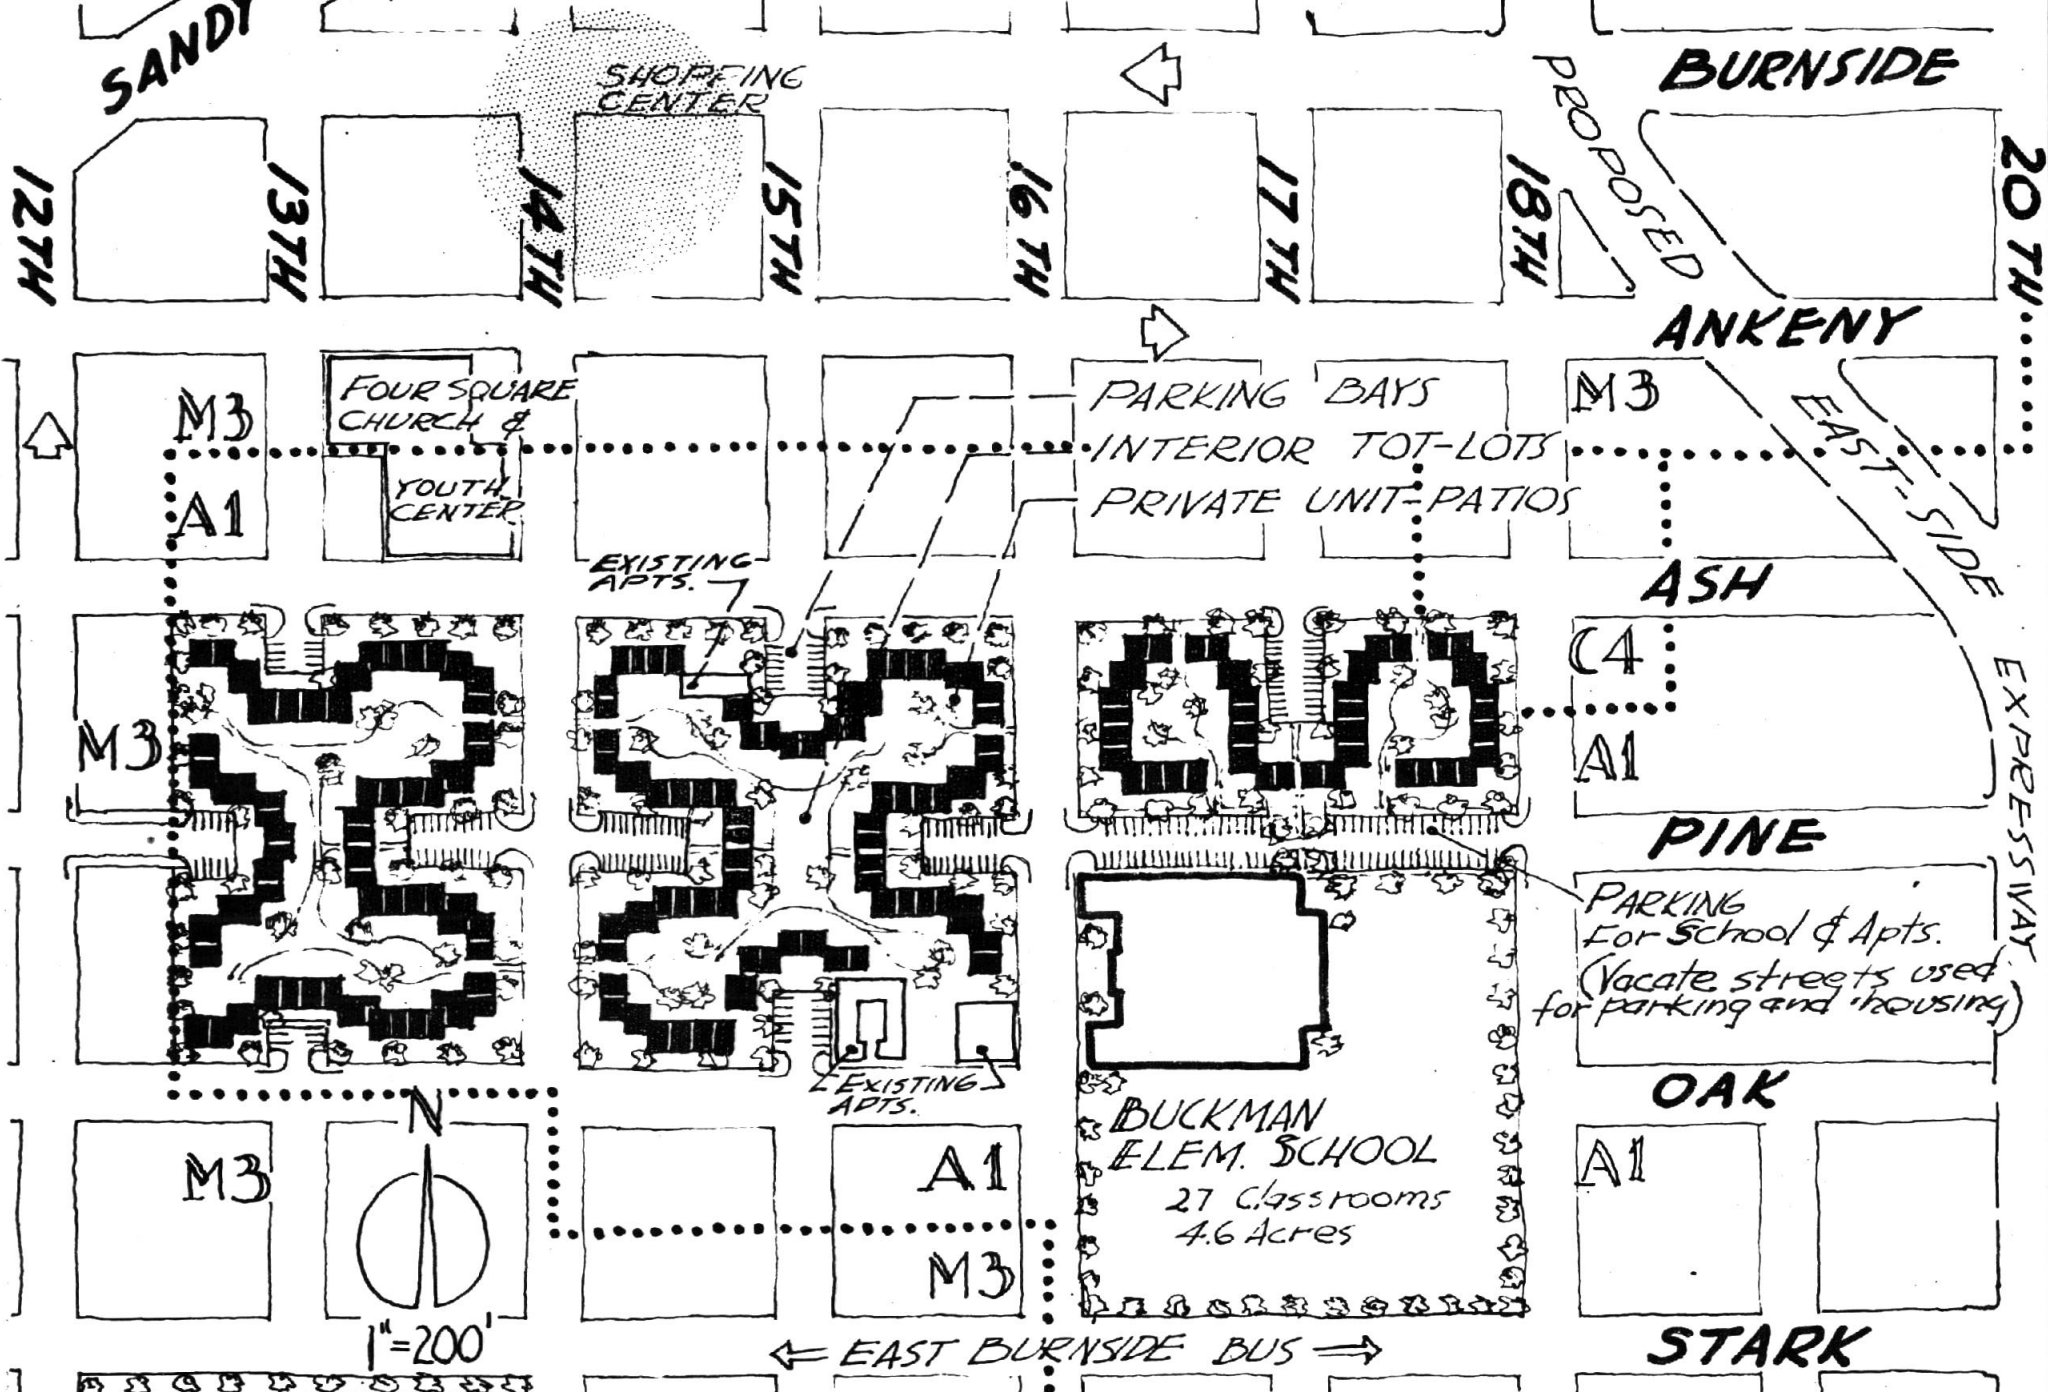 SANDY
SHOPPING
CENTER
BURNSIDE
PROPOSED
EAST-SIDE
EXPRESSWAY
12TH
13TH
14TH
15TH
16TH
17TH
18TH
20TH
ANKENY
M3
A1
FOUR SQUARE
CHURCH &
YOUTH
CENTER
PARKING BAYS
INTERIOR TOT-LOTS
PRIVATE UNIT-PATIOS
M3
EXISTING
APTS.
ASH
C4
A1
M3
PINE
PARKING
For School & Apts.
(Vacate streets used
for parking and housing)
EXISTING
APTS.
OAK
N
M3
A1
M3
BUCKMAN
ELEM. SCHOOL
27 Classrooms
4.6 Acres
A1
1"=200'
EAST BURNSIDE BUS
STARK